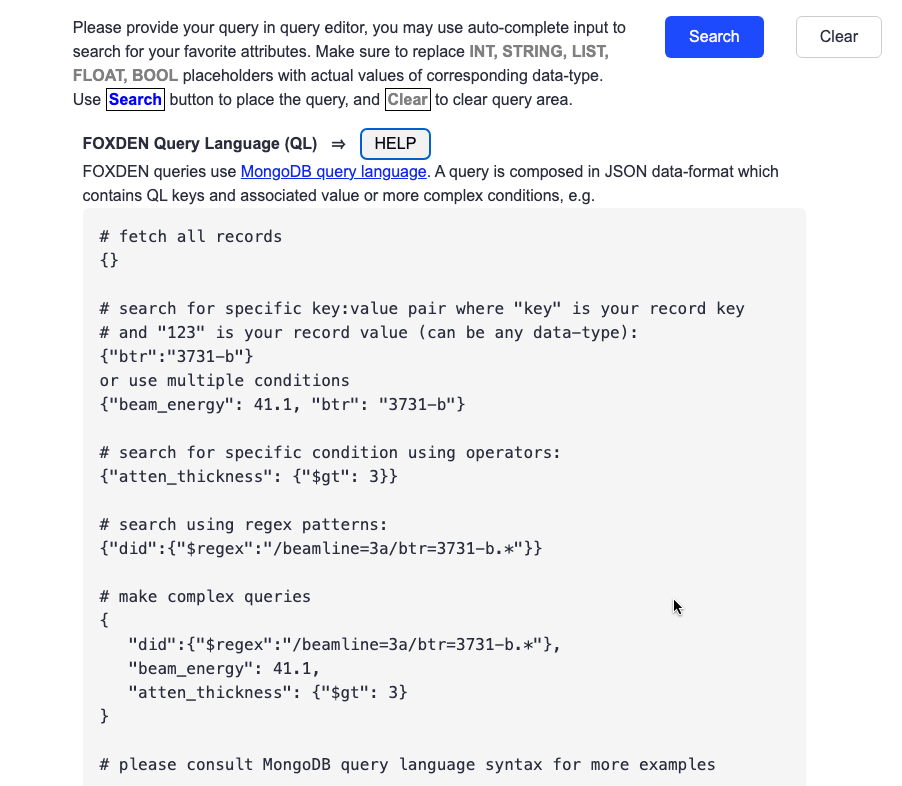 Please provide your query in query editor, you may use auto-complete input to
search for your favorite attributes. Make sure to replace INT, STRING, LIST,
FLOAT, BOOL placeholders with actual values of corresponding data-type.
Use Search button to place the query, and Clear to clear query area.
Search
Clear
FOXDEN Query Language (QL) ⇒ HELP
FOXDEN queries use MongoDB query language. A query is composed in JSON data-format which
contains QL keys and associated value or more complex conditions, e.g.
# fetch all records
{}
# search for specific key:value pair where "key" is your record key
# and "123" is your record value (can be any data-type):
{"btr":"3731-b"}
or use multiple conditions
{"beam_energy": 41.1, "btr": "3731-b"}
# search for specific condition using operators:
{"atten_thickness": {"$gt": 3}}
# search using regex patterns:
{"did":{"$regex":"/beamline=3a/btr=3731-b.*"}}
# make complex queries
{
   "did":{"$regex":"/beamline=3a/btr=3731-b.*"},
   "beam_energy": 41.1,
   "atten_thickness": {"$gt": 3}
}
# please consult MongoDB query language syntax for more examples